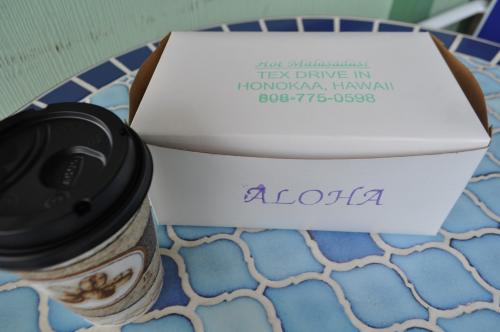 Hot Malasadas!
TEX DRIVE IN
HONOKAA, HAWAII
808-775-0598
ALOHA